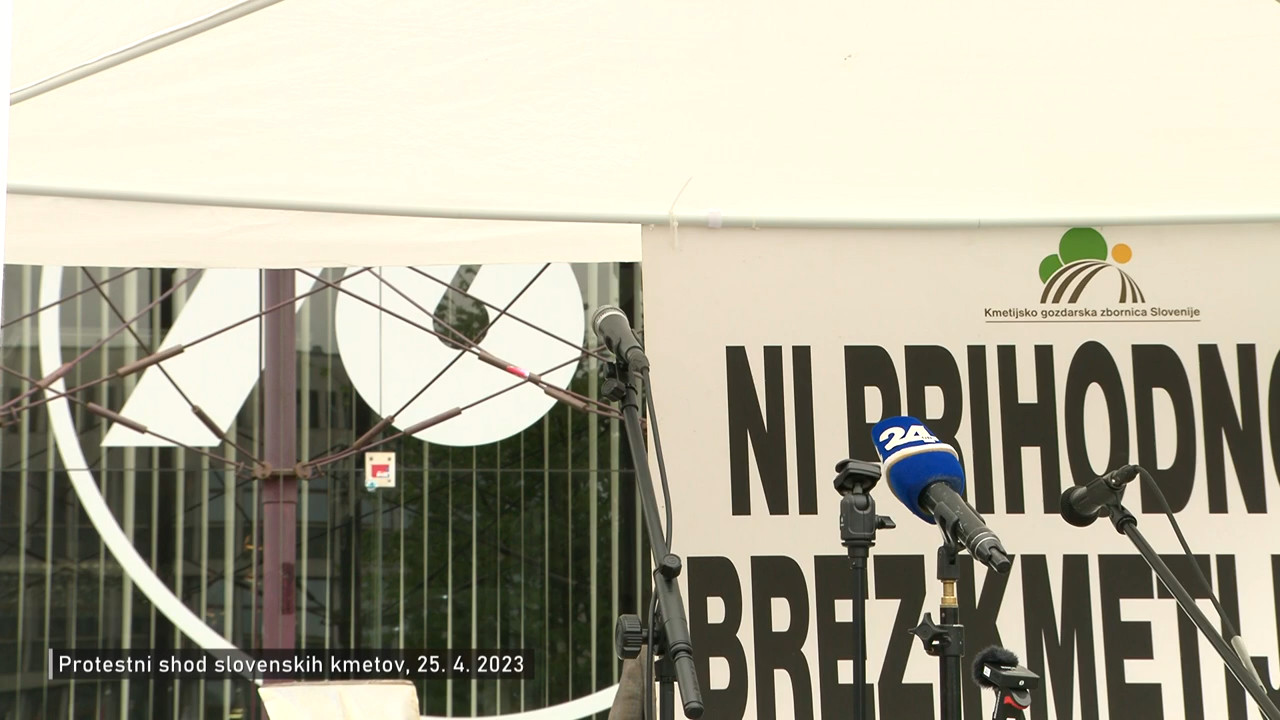 Kmetijsko gozdarska zbornica Slovenije
NI PRIHODNO
BREZ KMETIJ
24
Protestni shod slovenskih kmetov, 25. 4. 2023